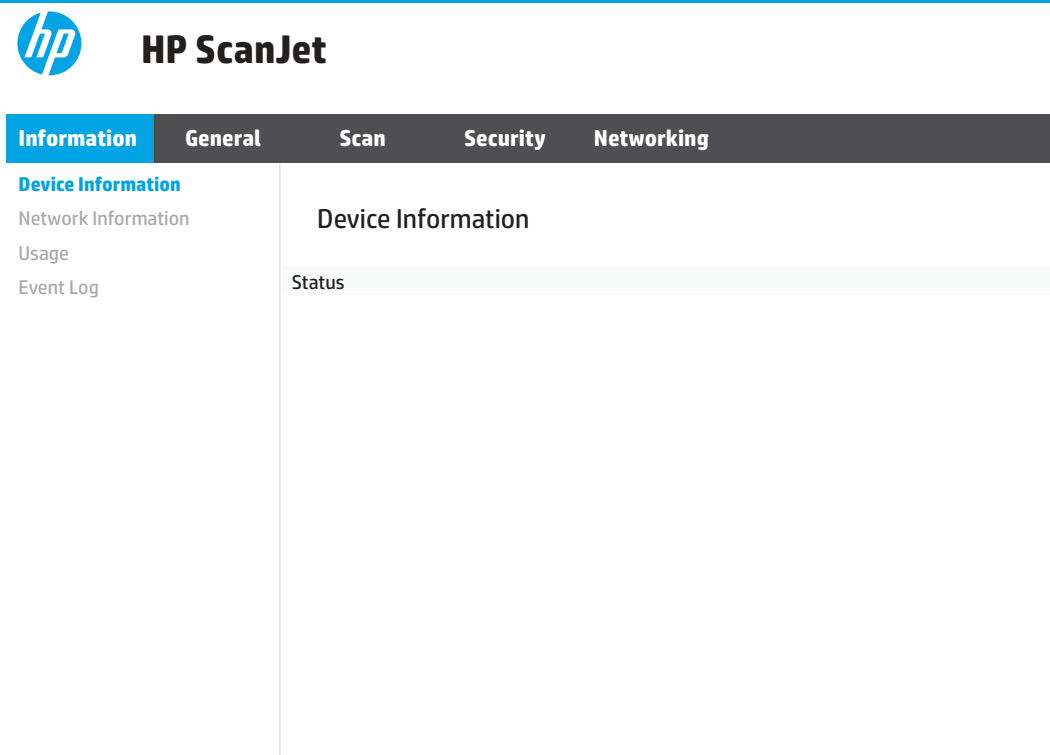 hp
HP ScanJet
Information General Scan Security Networking
Device Information
Network Information
Usage
Event Log
Device Information
Status